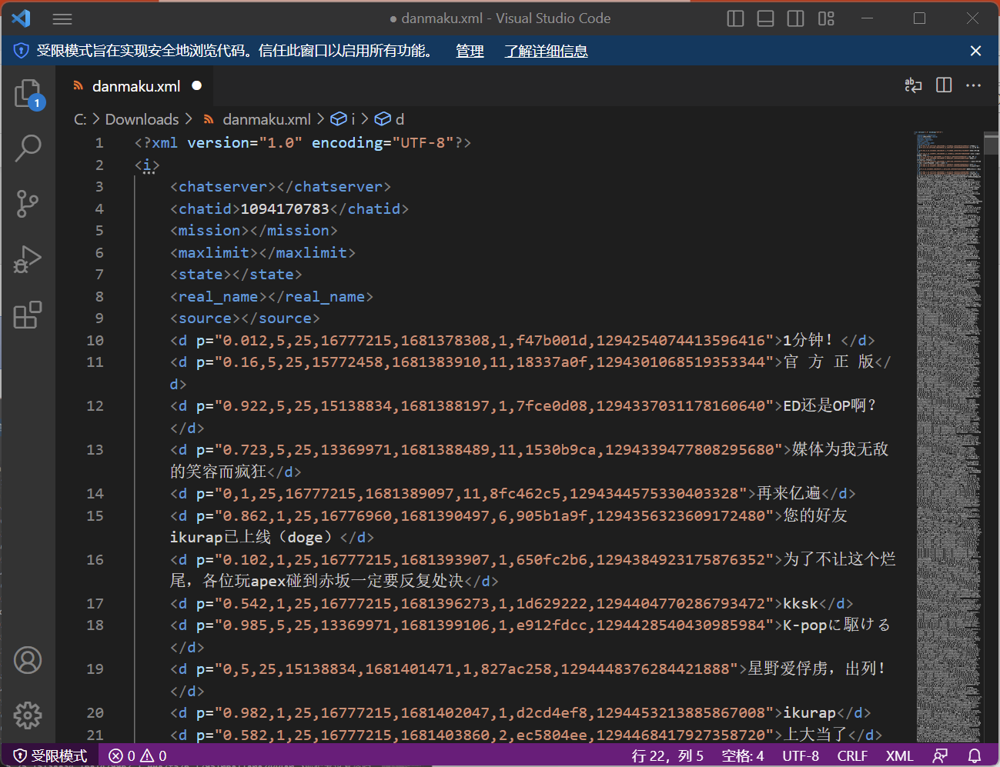 ● danmaku.xml - Visual Studio Code
受限模式旨在实现安全地浏览代码。信任此窗口以启用所有功能。 管理 了解详细信息
danmaku.xml ●
C: > Downloads > danmaku.xml > i > d
1 <?xml version="1.0" encoding="UTF-8"?>
2 <i>
3 <chatserver></chatserver>
4 <chatid>1094170783</chatid>
5 <mission></mission>
6 <maxlimit></maxlimit>
7 <state></state>
8 <real_name></real_name>
9 <source></source>
10 <d p="0.012,5,25,16777215,1681378308,1,f47b001d,1294254074413596416">1分钟！</d>
11 <d p="0.16,5,25,15772458,1681383910,11,18337a0f,1294301068519353344">官 方 正 版</
d>
12 <d p="0.922,5,25,15138834,1681388197,1,7fce0d08,1294337031178160640">ED还是OP啊？
</d>
13 <d p="0.723,5,25,13369971,1681388489,11,1530b9ca,1294339477808295680">媒体为我无敌
的笑容而疯狂</d>
14 <d p="0,1,25,16777215,1681389097,11,8fc462c5,1294344575330403328">再来亿遍</d>
15 <d p="0.862,1,25,16776960,1681390497,6,905b1a9f,1294356323609172480">您的好友
ikurap已上线（doge）</d>
16 <d p="0.102,1,25,16777215,1681393907,1,650fc2b6,1294384923175876352">为了不让这个烂
尾，各位玩apex碰到赤坂一定要反复处决</d>
17 <d p="0.542,1,25,16777215,1681396273,1,1d629222,1294404770286793472">kksk</d>
18 <d p="0.985,5,25,13369971,1681399106,1,e912fdcc,1294428540430985984">K-popに駆ける
</d>
19 <d p="0,5,25,15138834,1681401471,1,827ac258,1294448376284421888">星野爱俘虏，出列！
</d>
20 <d p="0.982,1,25,16777215,1681402047,1,d2cd4ef8,1294453213885867008">ikurap</d>
21 <d p="0.582,1,25,16777215,1681403860,2,ec5804ee,1294468417927358720">上大当了</d>
1
受限模式 0 0 行 22，列 5 空格: 4 UTF-8 CRLF XML